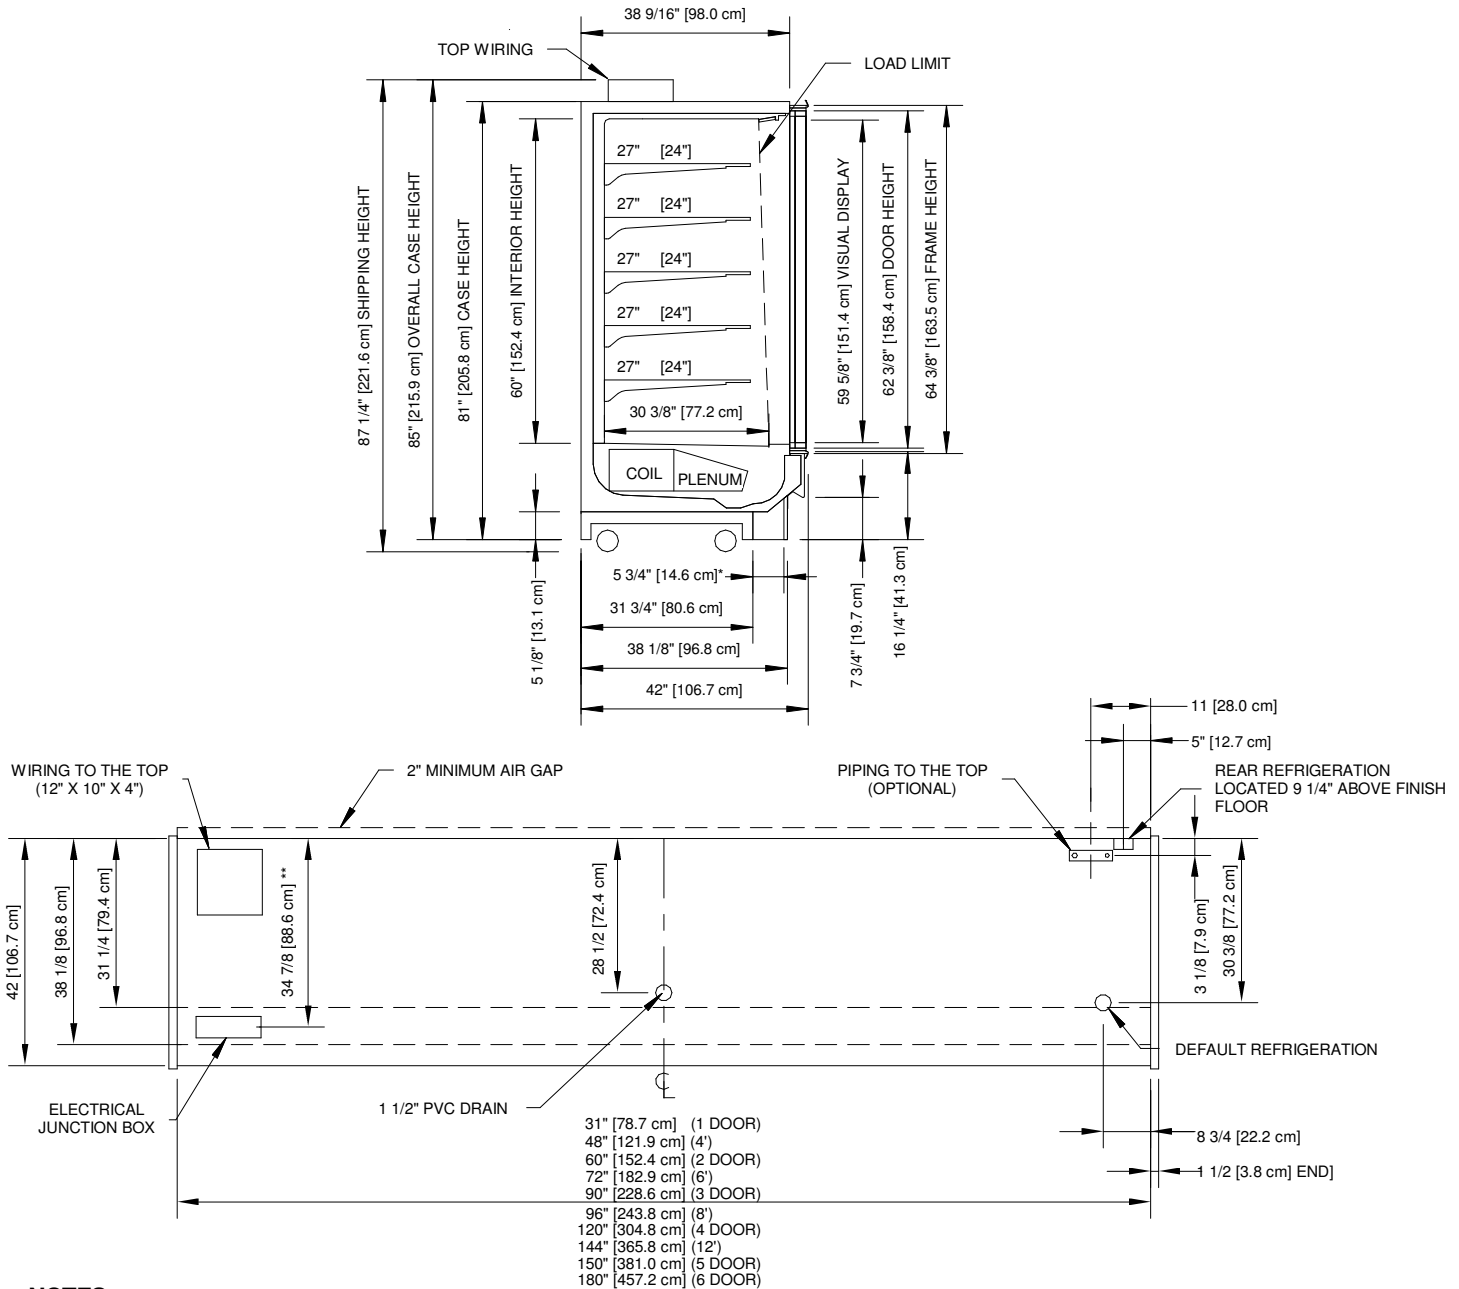 38 9/16" [98.0 cm]
TOP WIRING
LOAD LIMIT
87 1/4" [221.6 cm] SHIPPING HEIGHT
85" [215.9 cm] OVERALL CASE HEIGHT
81" [205.8 cm] CASE HEIGHT
60" [152.4 cm] INTERIOR HEIGHT
27" [24"]
27" [24"]
27" [24"]
27" [24"]
27" [24"]
30 3/8" [77.2 cm]
COIL
PLENUM
59 5/8" [151.4 cm] VISUAL DISPLAY
62 3/8" [158.4 cm] DOOR HEIGHT
64 3/8" [163.5 cm] FRAME HEIGHT
5 1/8" [13.1 cm]
5 3/4" [14.6 cm]*
31 3/4" [80.6 cm]
38 1/8" [96.8 cm]
42" [106.7 cm]
7 3/4" [19.7 cm]
16 1/4" [41.3 cm]
11 [28.0 cm]
5" [12.7 cm]
WIRING TO THE TOP
(12" X 10" X 4")
2" MINIMUM AIR GAP
PIPING TO THE TOP
(OPTIONAL)
REAR REFRIGERATION
LOCATED 9 1/4" ABOVE FINISH
FLOOR
42 [106.7 cm]
38 1/8 [96.8 cm]
31 1/4 [79.4 cm]
34 7/8 [88.6 cm] **
28 1/2 [72.4 cm]
3 1/8 [7.9 cm]
30 3/8 [77.2 cm]
DEFAULT REFRIGERATION
ELECTRICAL
JUNCTION BOX
1 1/2" PVC DRAIN
CL
8 3/4 [22.2 cm]
1 1/2 [3.8 cm] END]
31" [78.7 cm] (1 DOOR)
48" [121.9 cm] (4')
60" [152.4 cm] (2 DOOR)
72" [182.9 cm] (6')
90" [228.6 cm] (3 DOOR)
96" [243.8 cm] (8')
120" [304.8 cm] (4 DOOR)
144" [365.8 cm] (12')
150" [381.0 cm] (5 DOOR)
180" [457.2 cm] (6 DOOR)